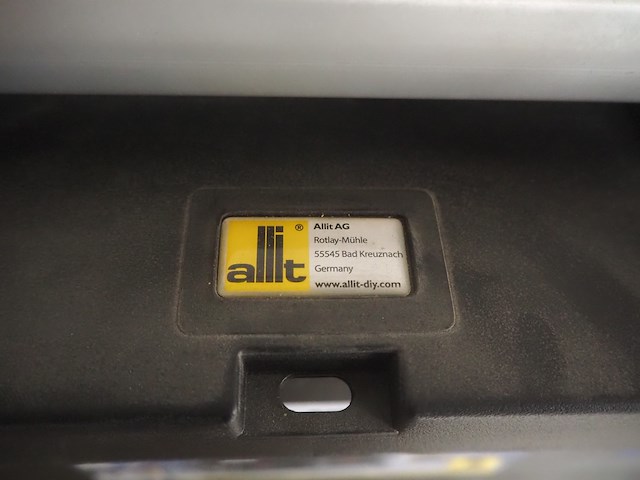 allit®
Allit AG
Rotlay-Mühle
55545 Bad Kreuznach
Germany
www.allit-diy.com